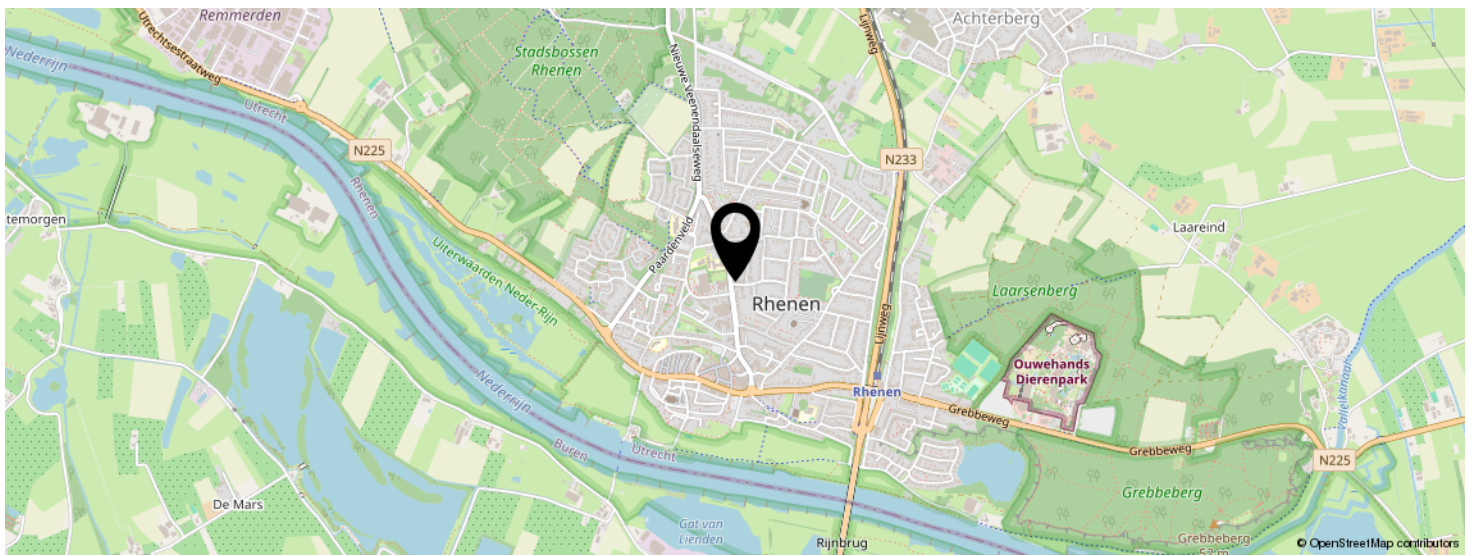 Remmerden
Achterberg
Utrechtsestraatweg
Nederrijn
Stadsbossen
Rhenen
Nieuwe Veenendaalseweg
Lijnweg
Utrecht
N225
N233
Rhenen
temorgen
Laareind
Paardenveld
Uiterwaarden Neder-Rijn
Laarsenberg
Rhenen
Lijnweg
Ouwehands
Dierenpark
Valleikanaal
Nederrijn
Rhenen
Grebbeweg
Grebbeweg
Buren
Utrecht
N225
De Mars
Grebbeberg
Gat van
Lienden
Rijnbrug
Grebbeberg
52 m
© OpenStreetMap contributors